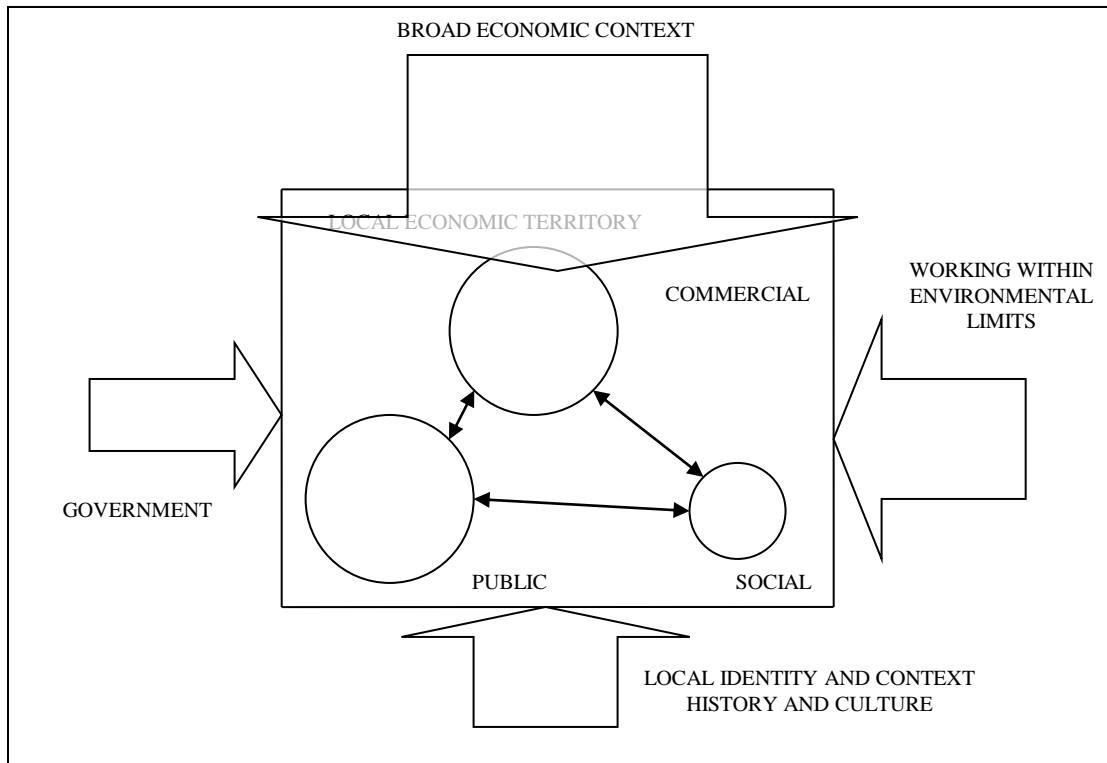 BROAD ECONOMIC CONTEXT
LOCAL ECONOMIC TERRITORY
COMMERCIAL
WORKING WITHIN
ENVIRONMENTAL
LIMITS
GOVERNMENT
PUBLIC
SOCIAL
LOCAL IDENTITY AND CONTEXT
HISTORY AND CULTURE